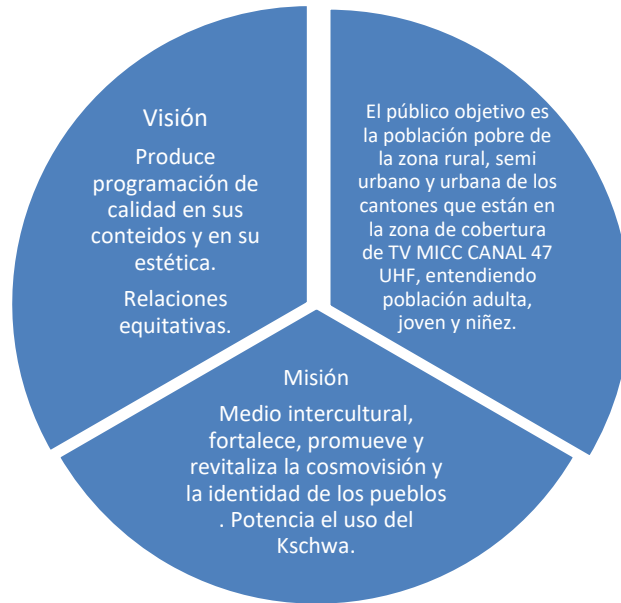 Visión
Produce
programación de
calidad en sus
conteidos y en su
estética.
Relaciones
equitativas.
El público objetivo es
la población pobre de
la zona rural, semi
urbano y urbana de los
cantones que están en
la zona de cobertura
de TV MICC CANAL 47
UHF, entendiendo
población adulta,
joven y niñez.
Misión
Medio intercultural,
fortalece, promueve y
revitaliza la cosmovisión y
la identidad de los pueblos
. Potencia el uso del
Kschwa.